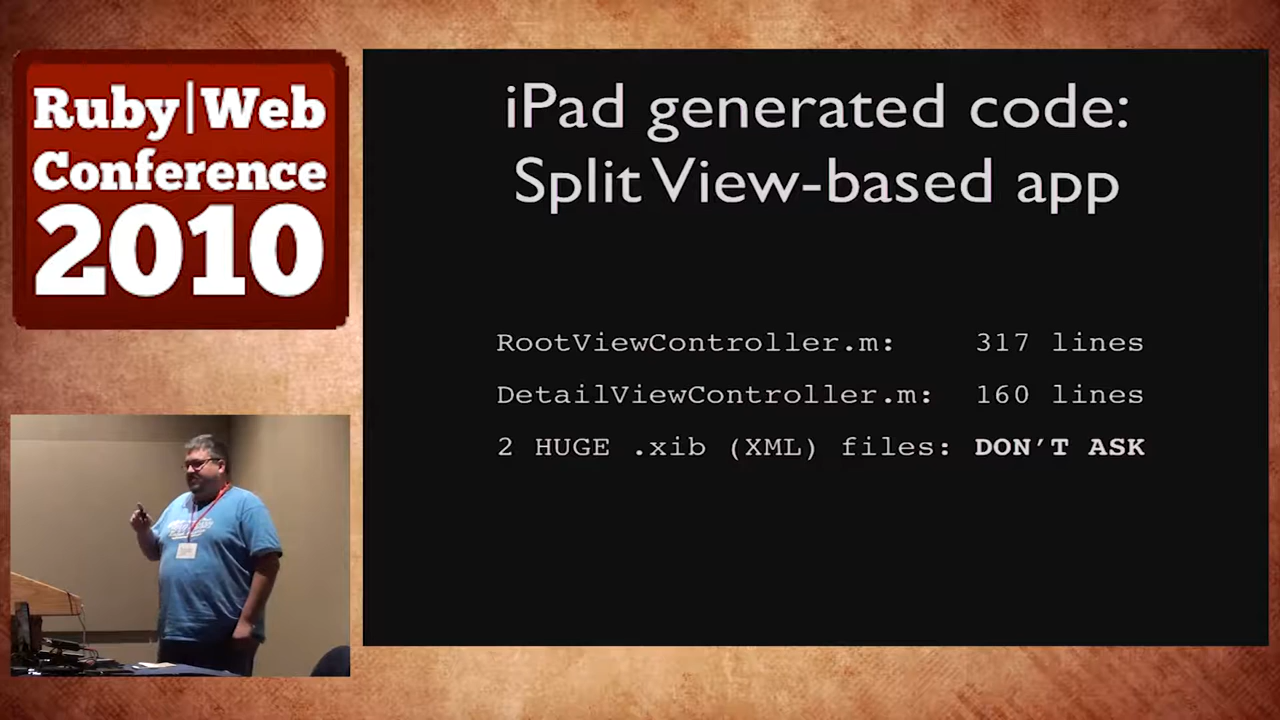 Ruby|Web
Conference
2010
iPad generated code:
Split View-based app
RootViewController.m: 317 lines
DetailViewController.m: 160 lines
2 HUGE .xib (XML) files: DON'T ASK